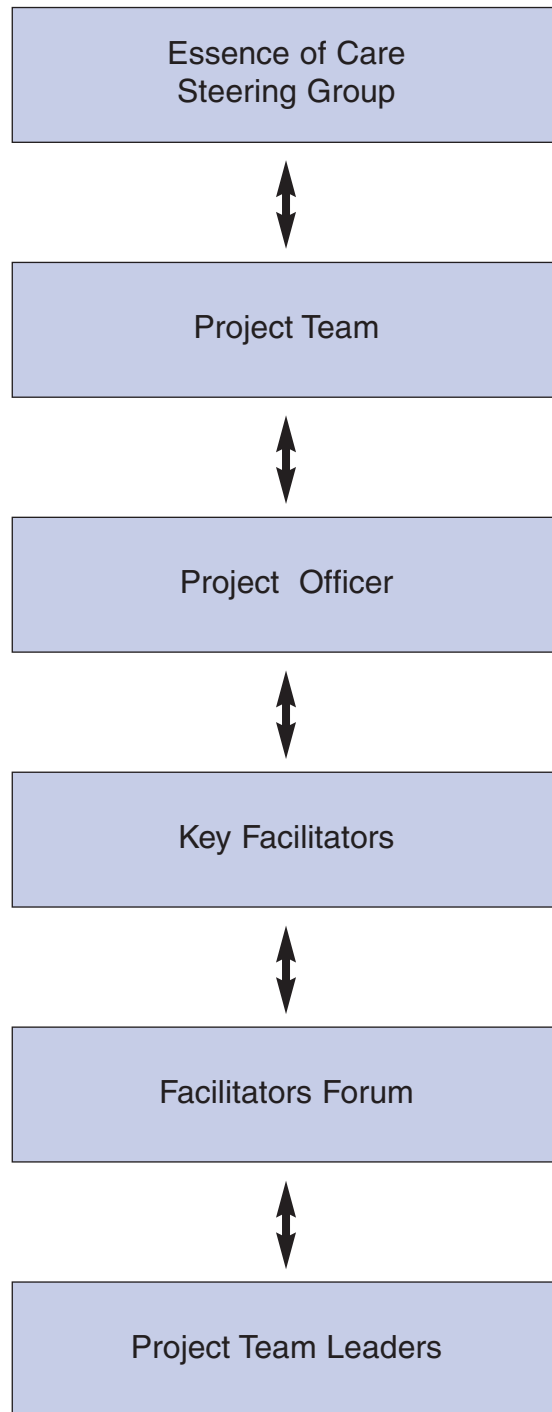 Essence of Care
Steering Group
Project Team
Project Officer
Key Facilitators
Facilitators Forum
Project Team Leaders